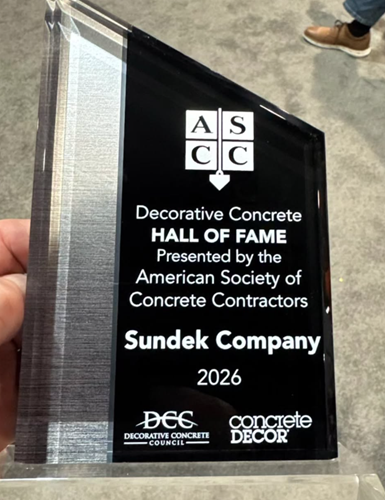 A S
C C
Decorative Concrete
HALL OF FAME
Presented by the
American Society of
Concrete Contractors
Sundek Company
2026
DCC
DECORATIVE CONCRETE
COUNCIL
concrete
DECOR